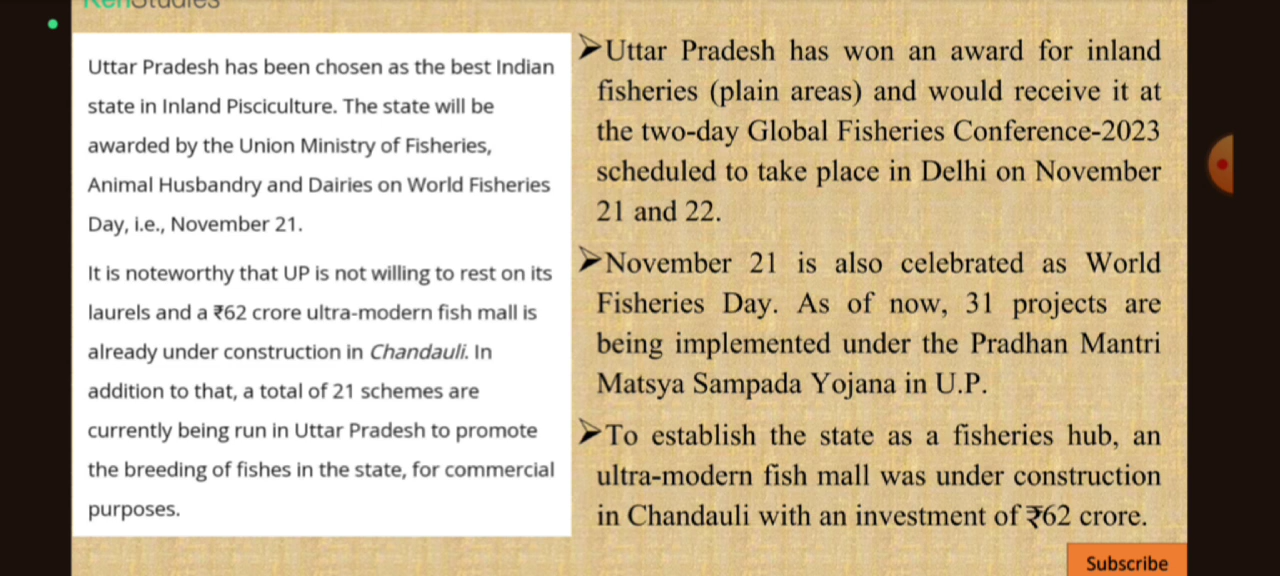 KenStudies
Uttar Pradesh has been chosen as the best Indian
state in Inland Pisciculture. The state will be
awarded by the Union Ministry of Fisheries,
Animal Husbandry and Dairies on World Fisheries
Day, i.e., November 21.
It is noteworthy that UP is not willing to rest on its
laurels and a ₹62 crore ultra-modern fish mall is
already under construction in Chandauli. In
addition to that, a total of 21 schemes are
currently being run in Uttar Pradesh to promote
the breeding of fishes in the state, for commercial
purposes.
➢Uttar Pradesh has won an award for inland
fisheries (plain areas) and would receive it at
the two-day Global Fisheries Conference-2023
scheduled to take place in Delhi on November
21 and 22.
➢November 21 is also celebrated as World
Fisheries Day. As of now, 31 projects are
being implemented under the Pradhan Mantri
Matsya Sampada Yojana in U.P.
➢To establish the state as a fisheries hub, an
ultra-modern fish mall was under construction
in Chandauli with an investment of ₹62 crore.
Subscribe